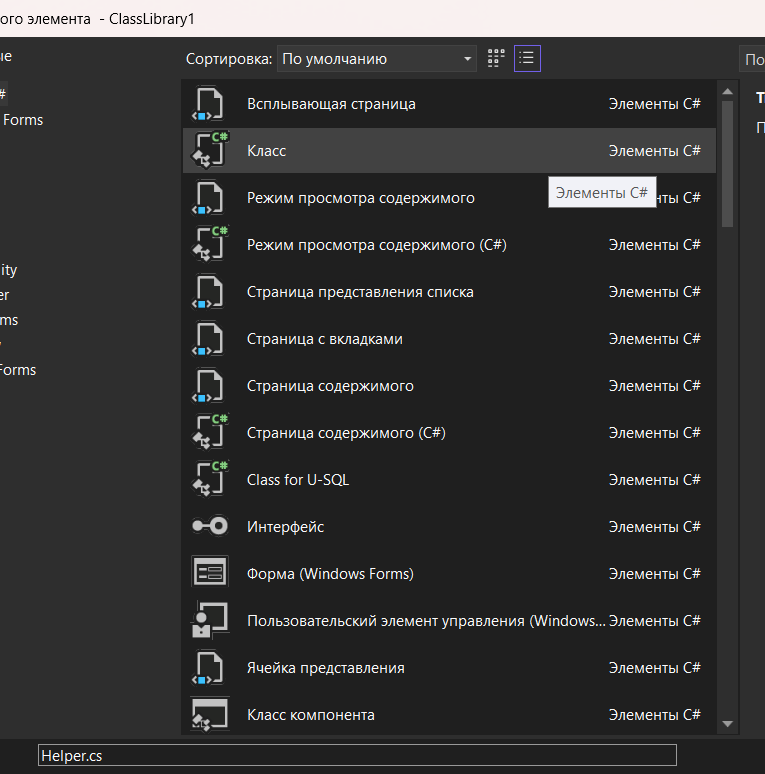 ого элемента - ClassLibrary1
ые
Сортировка: По умолчанию
По
#
Forms
ity
er
ms
Forms
Всплывающая страница Элементы C#
C# Класс Элементы C#
Элементы C#
Режим просмотра содержимого нты C#
C# Режим просмотра содержимого (C#) Элементы C#
Страница представления списка Элементы C#
Страница с вкладками Элементы C#
Страница содержимого Элементы C#
C# Страница содержимого (C#) Элементы C#
C# Class for U-SQL Элементы C#
Интерфейс Элементы C#
Форма (Windows Forms) Элементы C#
Пользовательский элемент управления (Windows... Элементы C#
Ячейка представления Элементы C#
Класс компонента Элементы C#
Helper.cs